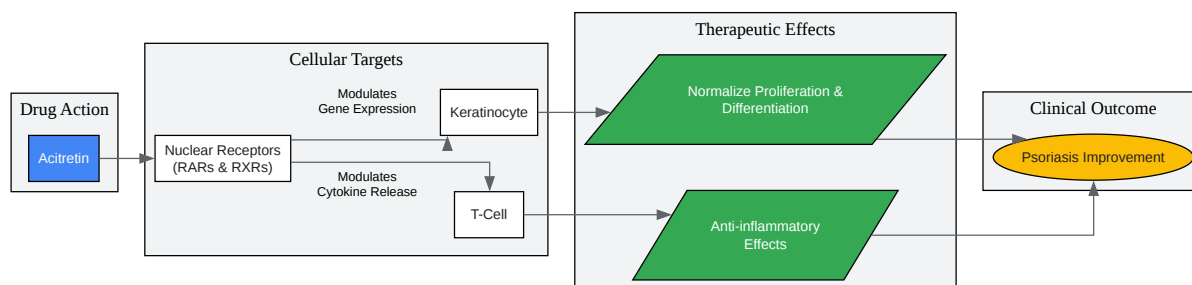 Drug Action
Acitretin
Cellular Targets
Nuclear Receptors
(RARs & RXRs)
Modulates
Gene Expression
Keratinocyte
Modulates
Cytokine Release
T-Cell
Therapeutic Effects
Normalize Proliferation &
Differentiation
Anti-inflammatory
Effects
Clinical Outcome
Psoriasis Improvement